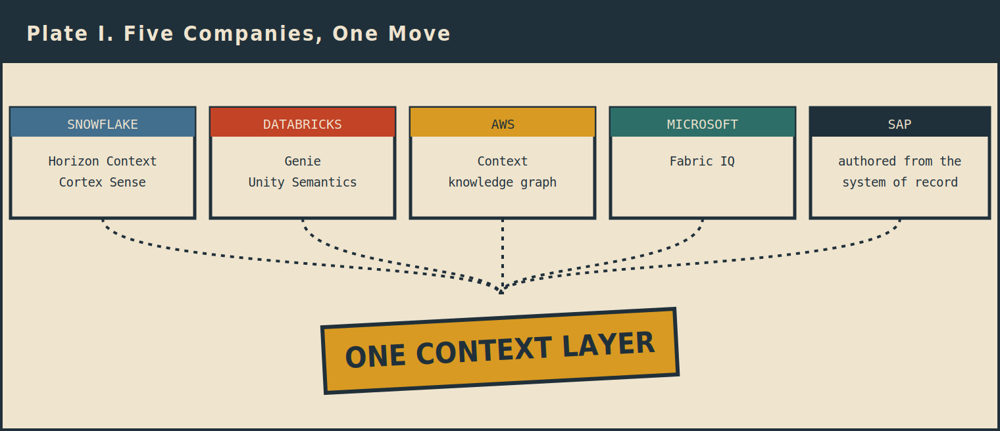 Plate I. Five Companies, One Move
SNOWFLAKE
Horizon Context
Cortex Sense
DATABRICKS
Genie
Unity Semantics
AWS
Context
knowledge graph
MICROSOFT
Fabric IQ
SAP
authored from the
system of record
ONE CONTEXT LAYER